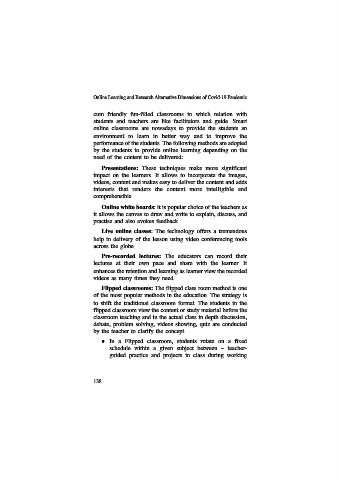 Online Learning and Research Alternative Dimensions of Covid-19 Pandemic
cum friendly fun-filled classrooms in which relation with
students and teachers are like facilitators and guide. Smart
online classrooms are nowadays to provide the students an
environment to learn in better way and to improve the
performance of the students. The following methods are adopted
by the students to provide online learning depending on the
need of the content to be delivered:
Presentations: These techniques make more significant
impact on the learners. It allows to incorporate the images,
videos, content and makes easy to deliver the content and adds
interests that renders the content more intelligible and
comprehensible.
Online white boards: It is popular choice of the teachers as
it allows the canvas to draw and write to explain, discuss, and
practise and also evokes feedback.
Live online classes: The technology offers a tremendous
help in delivery of the lesson using video conferencing tools
across the globe.
Pre-recorded lectures: The educators can record their
lectures at their own pace and share with the learner. It
enhances the retention and learning as learner view the recorded
videos as many times they need.
Flipped classrooms: The flipped class room method is one
of the most popular methods in the education. The strategy is
to shift the traditional classroom format. The students in the
flipped classroom view the content or study material before the
classroom teaching and in the actual class in depth discussion,
debate, problem solving, videos showing, quiz are conducted
by the teacher to clarify the concept.
• In a Flipped classroom, students rotate on a fixed
schedule within a given subject between – teacher-
guided practice and projects in class during working
138